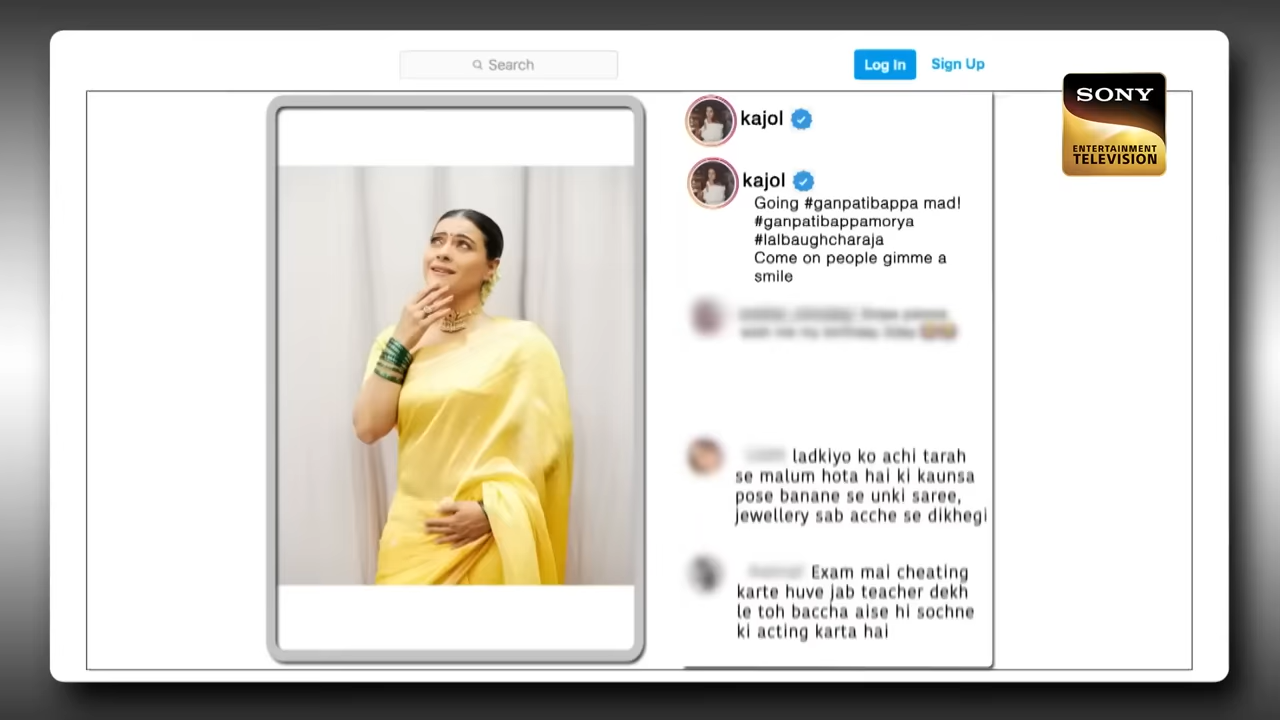 Search
Log In
Sign Up
SONY
ENTERTAINMENT
TELEVISION
kajol
kajol
Going #ganpatibappa mad!
#ganpatibappamorya
#lalbaughcharaja
Come on people gimme a
smile
ladkiyo ko achi tarah
se malum hota hai ki kaunsa
pose banane se unki saree,
jewellery sab acche se dikhegi
Exam mai cheating
karte huve jab teacher dekh
le toh baccha aise hi sochne
ki acting karta hai